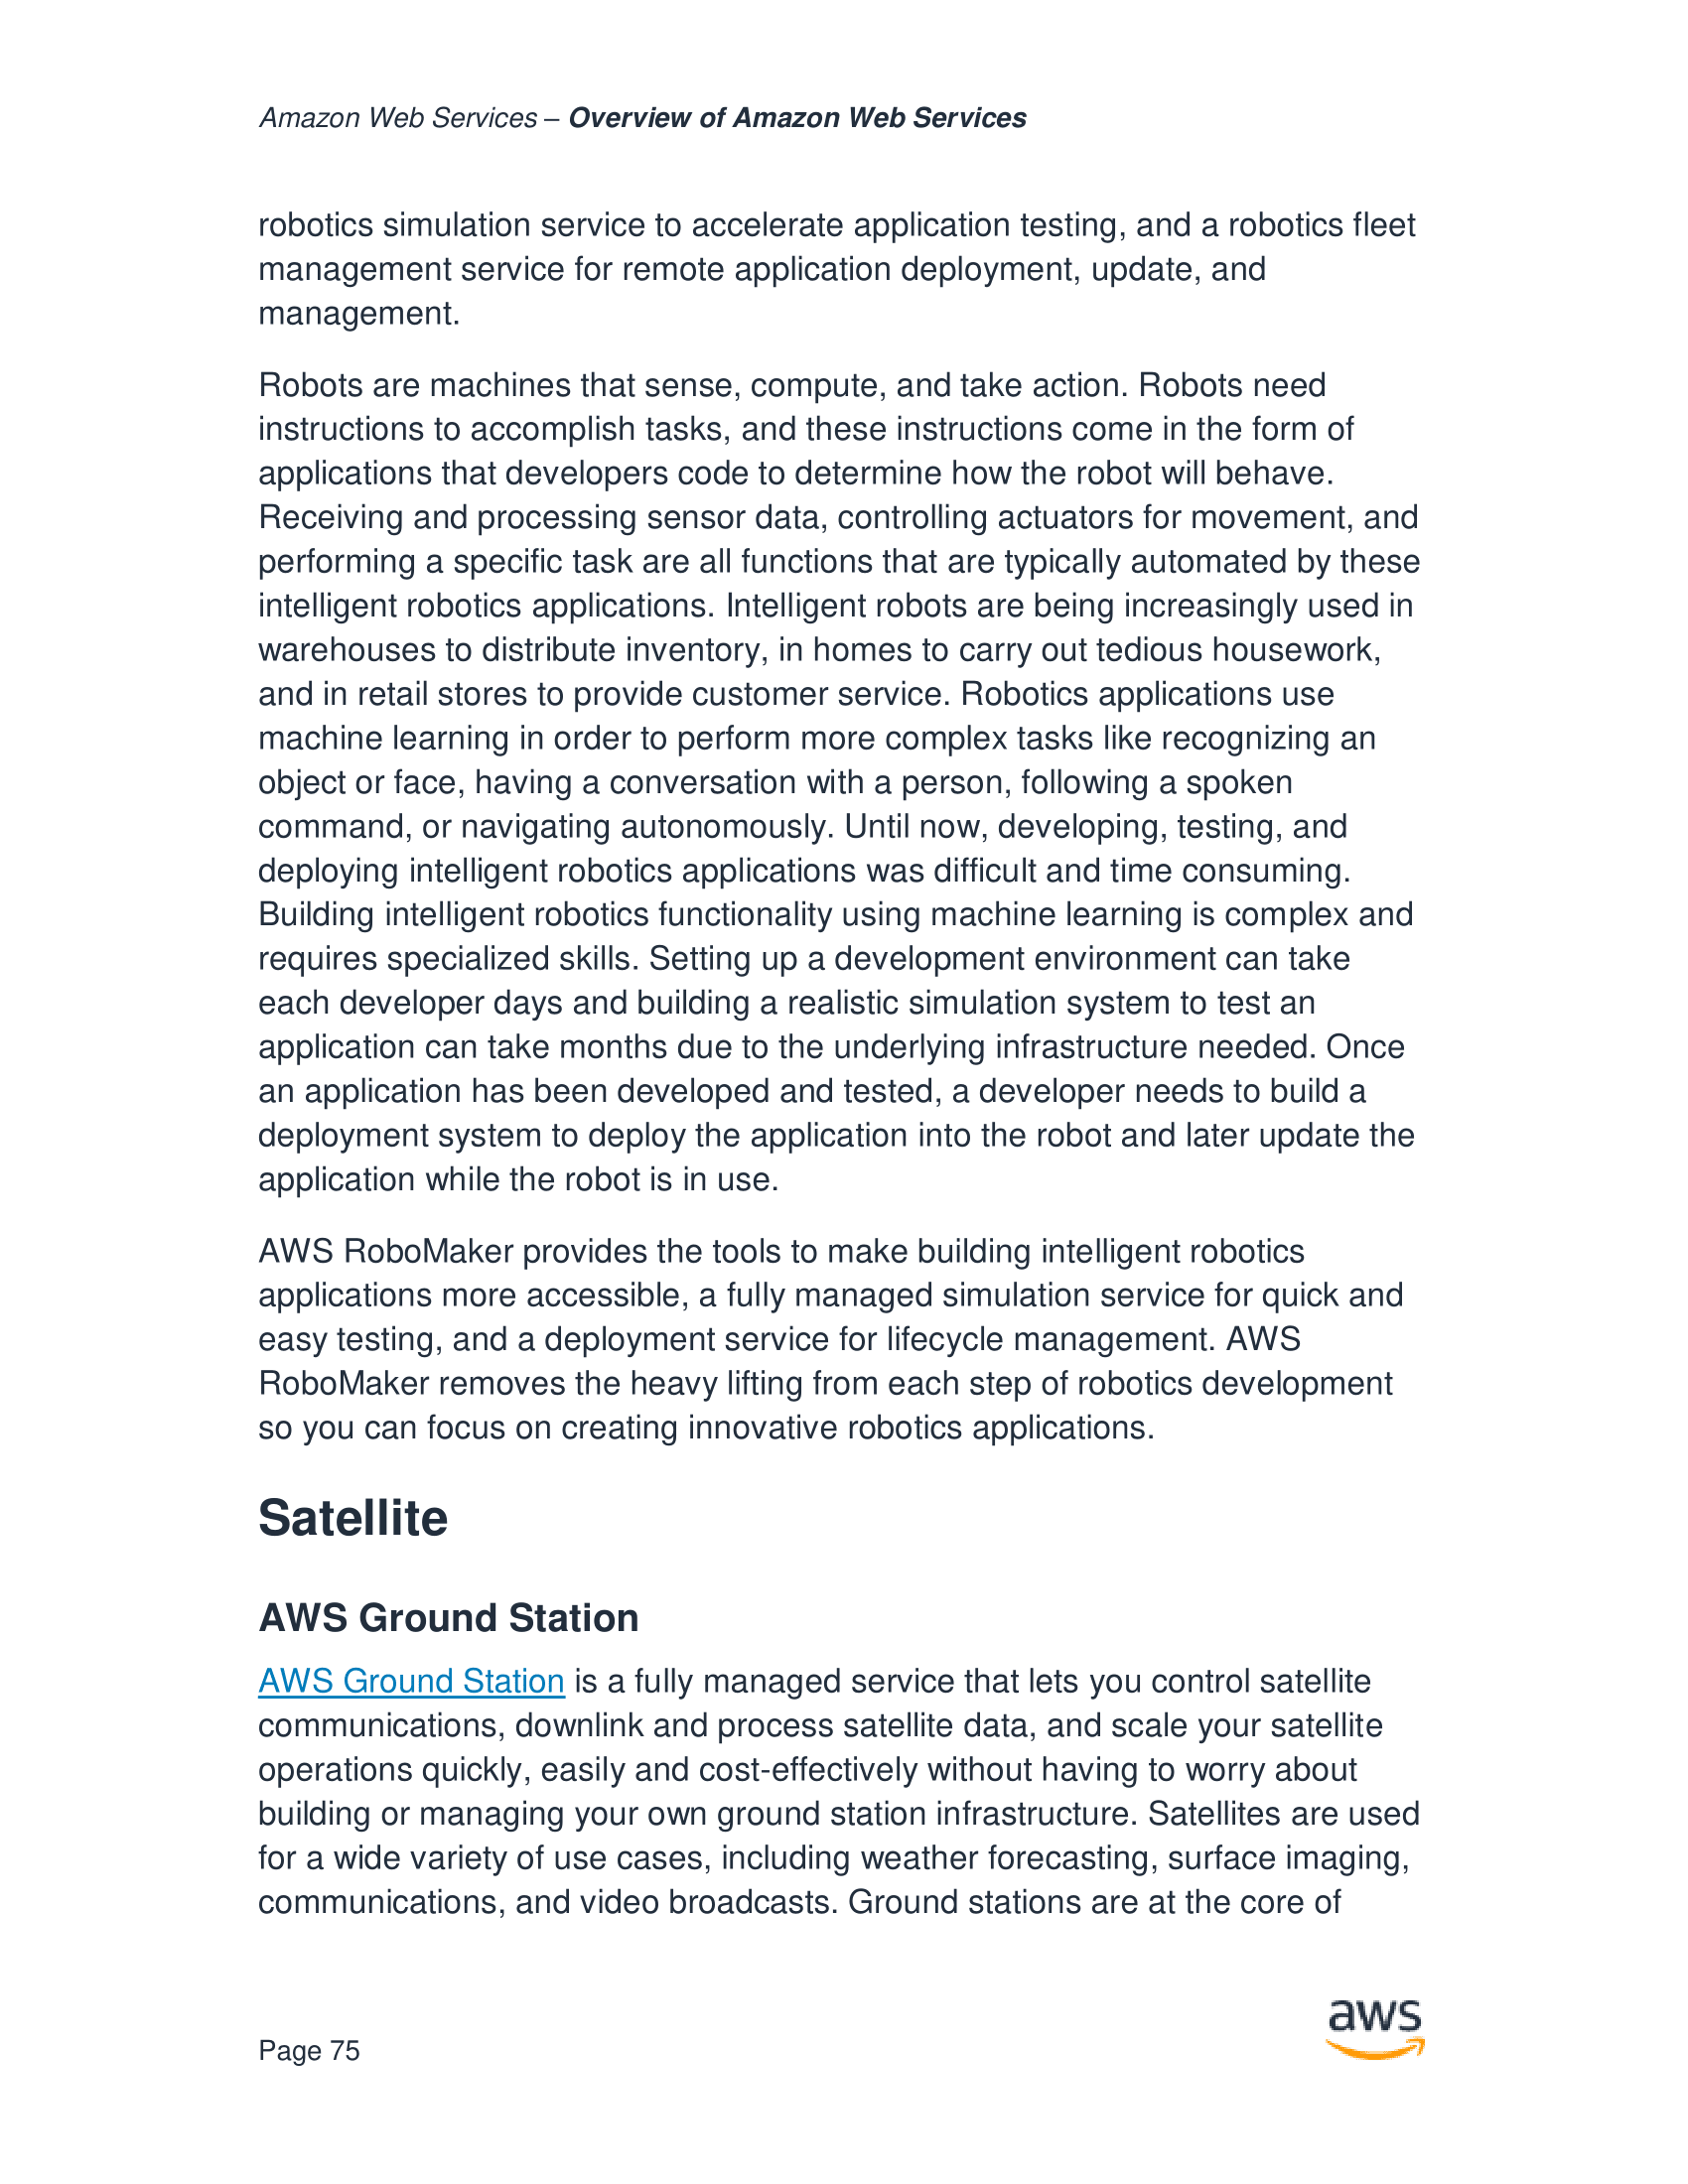 Amazon Web Services – Overview of Amazon Web Services
robotics simulation service to accelerate application testing, and a robotics fleet
management service for remote application deployment, update, and
management.
Robots are machines that sense, compute, and take action. Robots need
instructions to accomplish tasks, and these instructions come in the form of
applications that developers code to determine how the robot will behave.
Receiving and processing sensor data, controlling actuators for movement, and
performing a specific task are all functions that are typically automated by these
intelligent robotics applications. Intelligent robots are being increasingly used in
warehouses to distribute inventory, in homes to carry out tedious housework,
and in retail stores to provide customer service. Robotics applications use
machine learning in order to perform more complex tasks like recognizing an
object or face, having a conversation with a person, following a spoken
command, or navigating autonomously. Until now, developing, testing, and
deploying intelligent robotics applications was difficult and time consuming.
Building intelligent robotics functionality using machine learning is complex and
requires specialized skills. Setting up a development environment can take
each developer days and building a realistic simulation system to test an
application can take months due to the underlying infrastructure needed. Once
an application has been developed and tested, a developer needs to build a
deployment system to deploy the application into the robot and later update the
application while the robot is in use.
AWS RoboMaker provides the tools to make building intelligent robotics
applications more accessible, a fully managed simulation service for quick and
easy testing, and a deployment service for lifecycle management. AWS
RoboMaker removes the heavy lifting from each step of robotics development
so you can focus on creating innovative robotics applications.
Satellite
AWS Ground Station
AWS Ground Station is a fully managed service that lets you control satellite
communications, downlink and process satellite data, and scale your satellite
operations quickly, easily and cost-effectively without having to worry about
building or managing your own ground station infrastructure. Satellites are used
for a wide variety of use cases, including weather forecasting, surface imaging,
communications, and video broadcasts. Ground stations are at the core of
aws
Page 75